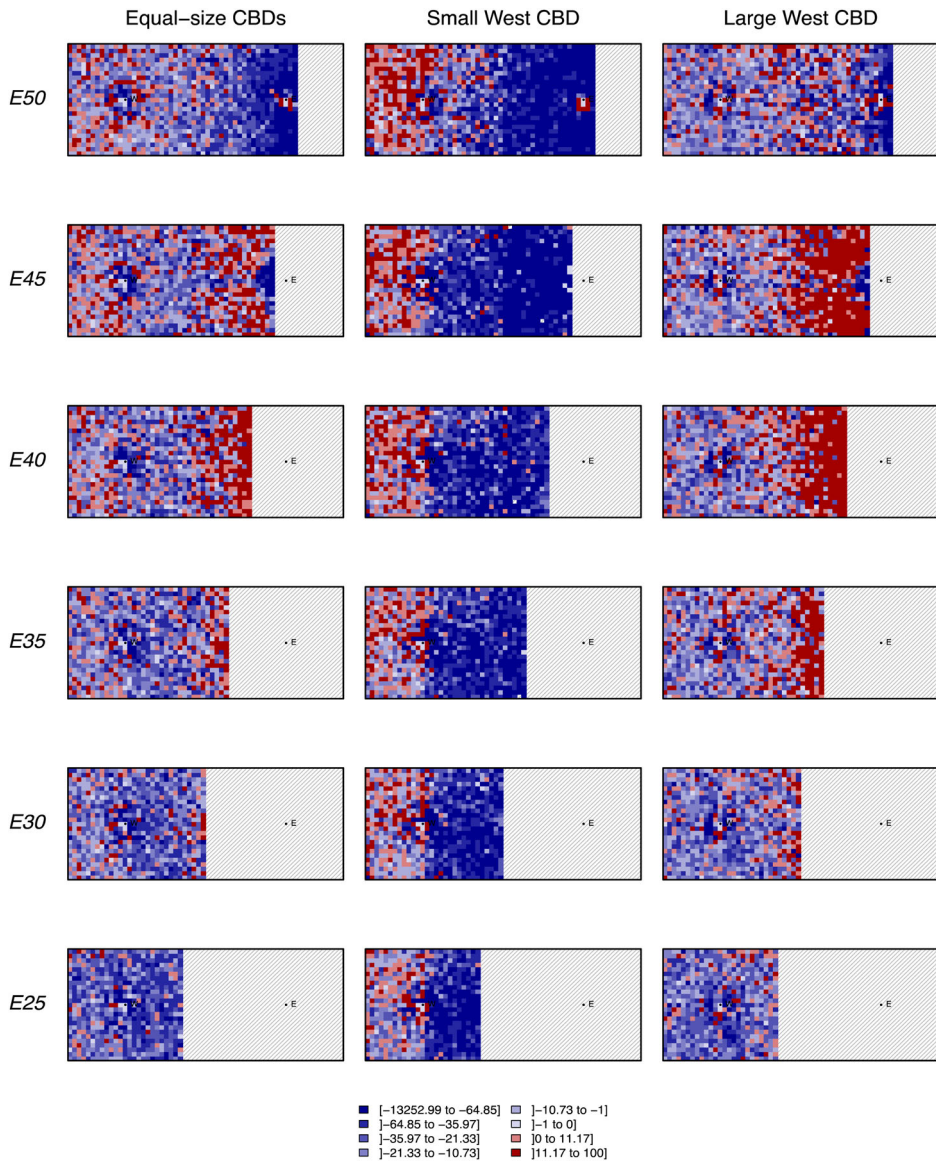 Equal−size CBDs Small West CBD Large West CBD
E50
E45
E
E40
E E E
E35
E E E
E30
E E E
E25
E E E
[−13252.99 to −64.85] ]−10.73 to −1]
]−64.85 to −35.97] ]−1 to 0]
]−35.97 to −21.33] ]0 to 11.17]
]−21.33 to −10.73] ]11.17 to 100]